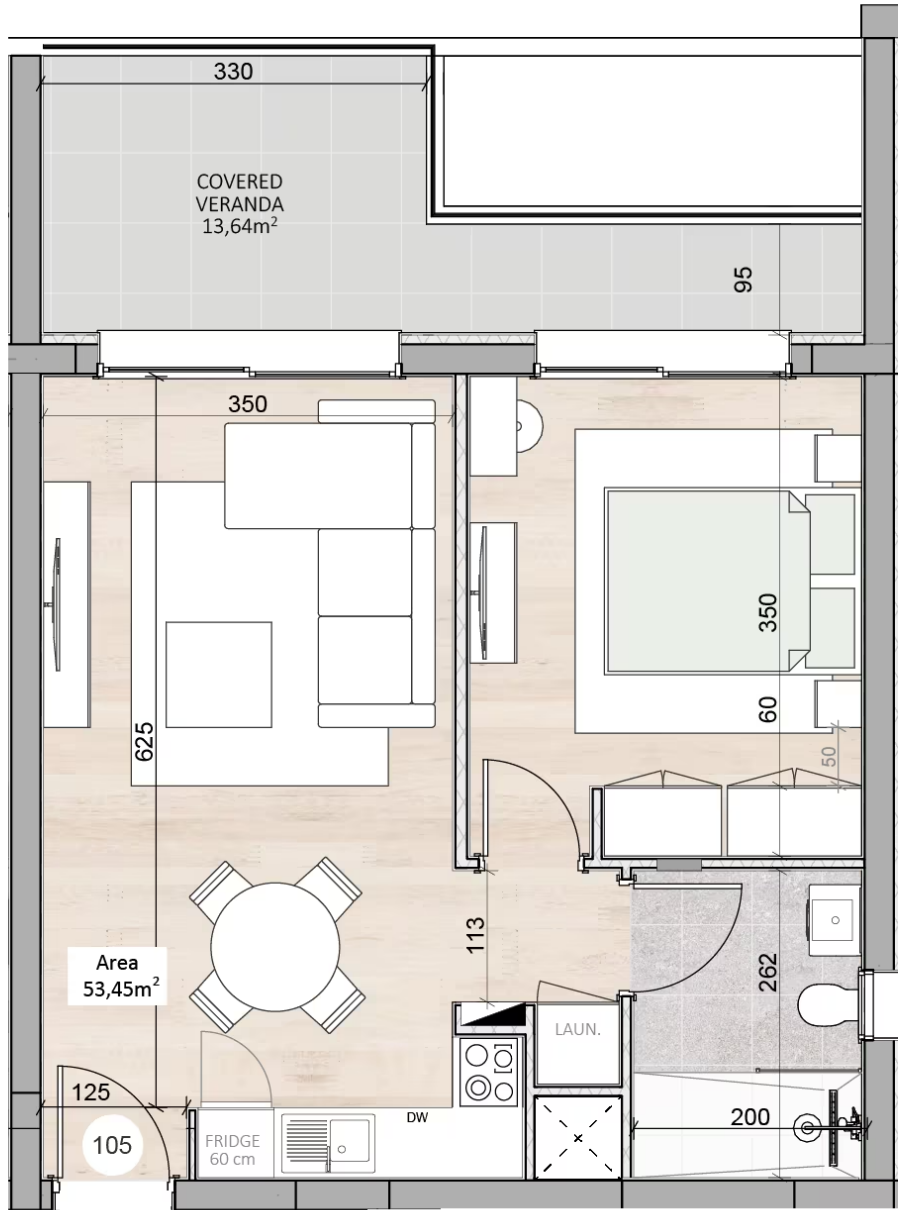 330
COVERED
VERANDA
13,64m²
95
350
350
60
50
625
113
Area
53,45m²
262
LAUN.
125
DW
200
105
FRIDGE
60 cm